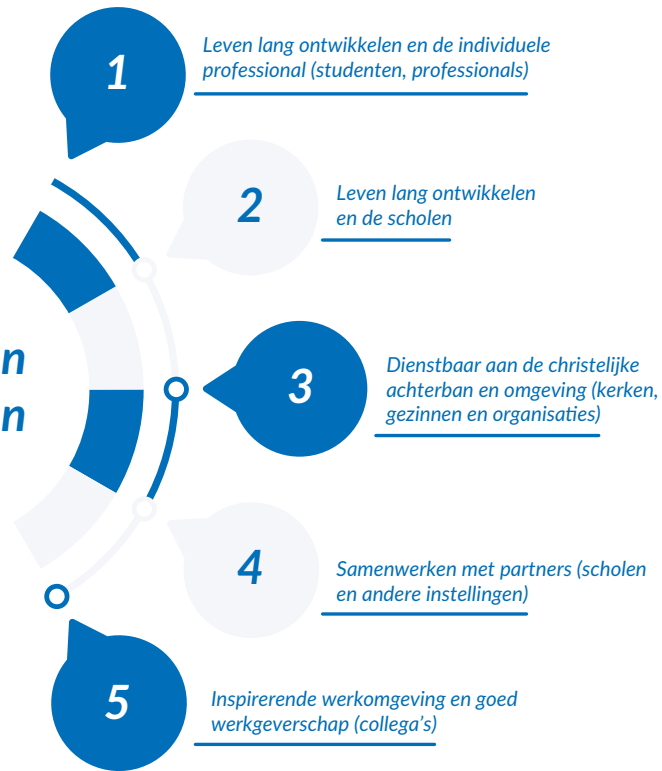 1
Leven lang ontwikkelen en de individuele
professional (studenten, professionals)
2
Leven lang ontwikkelen
en de scholen
n
n
3
Dienstbaar aan de christelijke
achterban en omgeving (kerken,
gezinnen en organisaties)
4
Samenwerken met partners (scholen
en andere instellingen)
5
Inspirerende werkomgeving en goed
werkgeverschap (collega's)